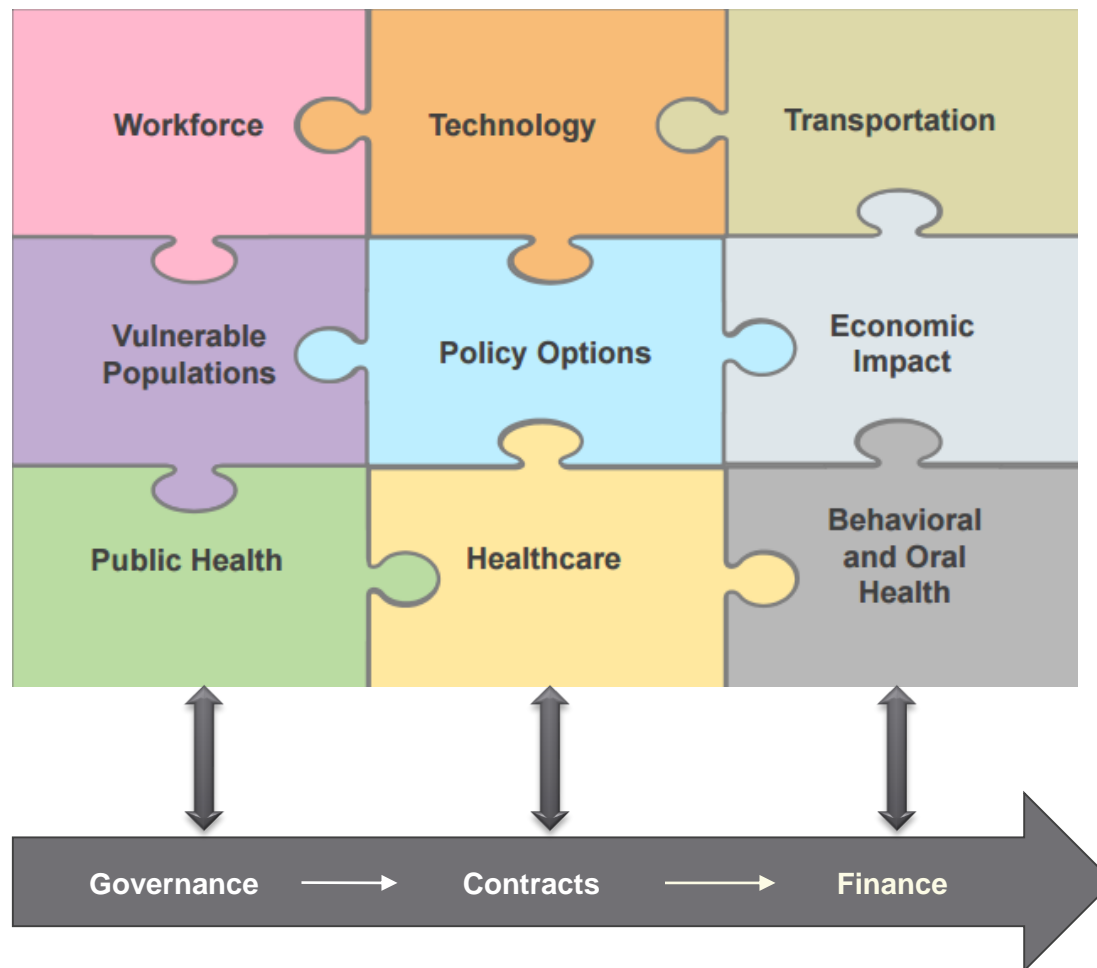 Workforce
Technology
Transportation
Vulnerable
Populations
Policy Options
Economic
Impact
Public Health
Healthcare
Behavioral
and Oral
Health
Governance
Contracts
Finance